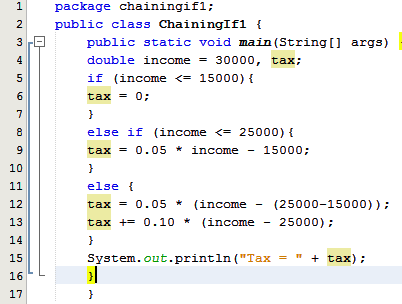 1 package chainingif1;
2 public class ChainingIf1 {
3 public static void main(String[] args) {
4 double income = 30000, tax;
5 if (income <= 15000){
6 tax = 0;
7 }
8 else if (income <= 25000){
9 tax = 0.05 * income - 15000;
10 }
11 else {
12 tax = 0.05 * (income - (25000-15000));
13 tax += 0.10 * (income - 25000);
14 }
15 System.out.println("Tax = " + tax);
16 }
17 }